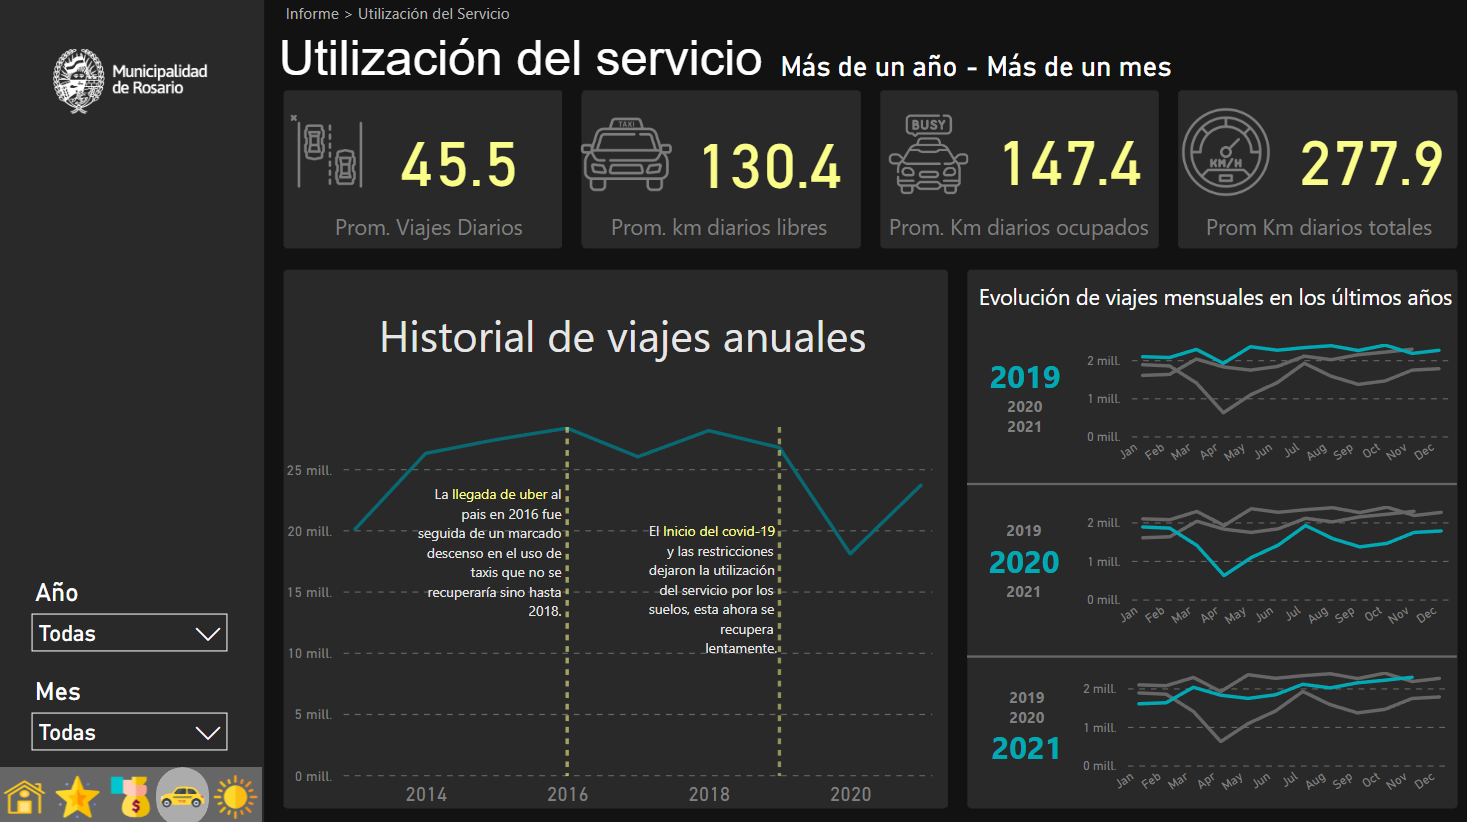 Informe > Utilización del Servicio
Municipalidad
de Rosario
Utilización del servicio
Más de un año - Más de un mes
45.5
Prom. Viajes Diarios
TAXI
130.4
Prom. km diarios libres
BUSY
147.4
Prom. Km diarios ocupados
KM/H
277.9
Prom Km diarios totales
Historial de viajes anuales
25 mill.
20 mill.
15 mill.
10 mill.
5 mill.
0 mill.
La llegada de uber al
pais en 2016 fue
seguida de un marcado
descenso en el uso de
taxis que no se
recuperaría sino hasta
2018.
El Inicio del covid-19
y las restricciones
dejaron la utilización
del servicio por los
suelos, esta ahora se
recupera
lentamente.
2014 2016 2018 2020
Evolución de viajes mensuales en los últimos años
2019
2020
2021
2 mill.
1 mill.
0 mill.
Jan Feb Mar Apr May Jun Jul Aug Sep Oct Nov Dec
2019
2020
2021
2 mill.
1 mill.
0 mill.
Jan Feb Mar Apr May Jun Jul Aug Sep Oct Nov Dec
2019
2020
2021
2 mill.
1 mill.
0 mill.
Jan Feb Mar Apr May Jun Jul Aug Sep Oct Nov Dec
Año
Todas
Mes
Todas
$